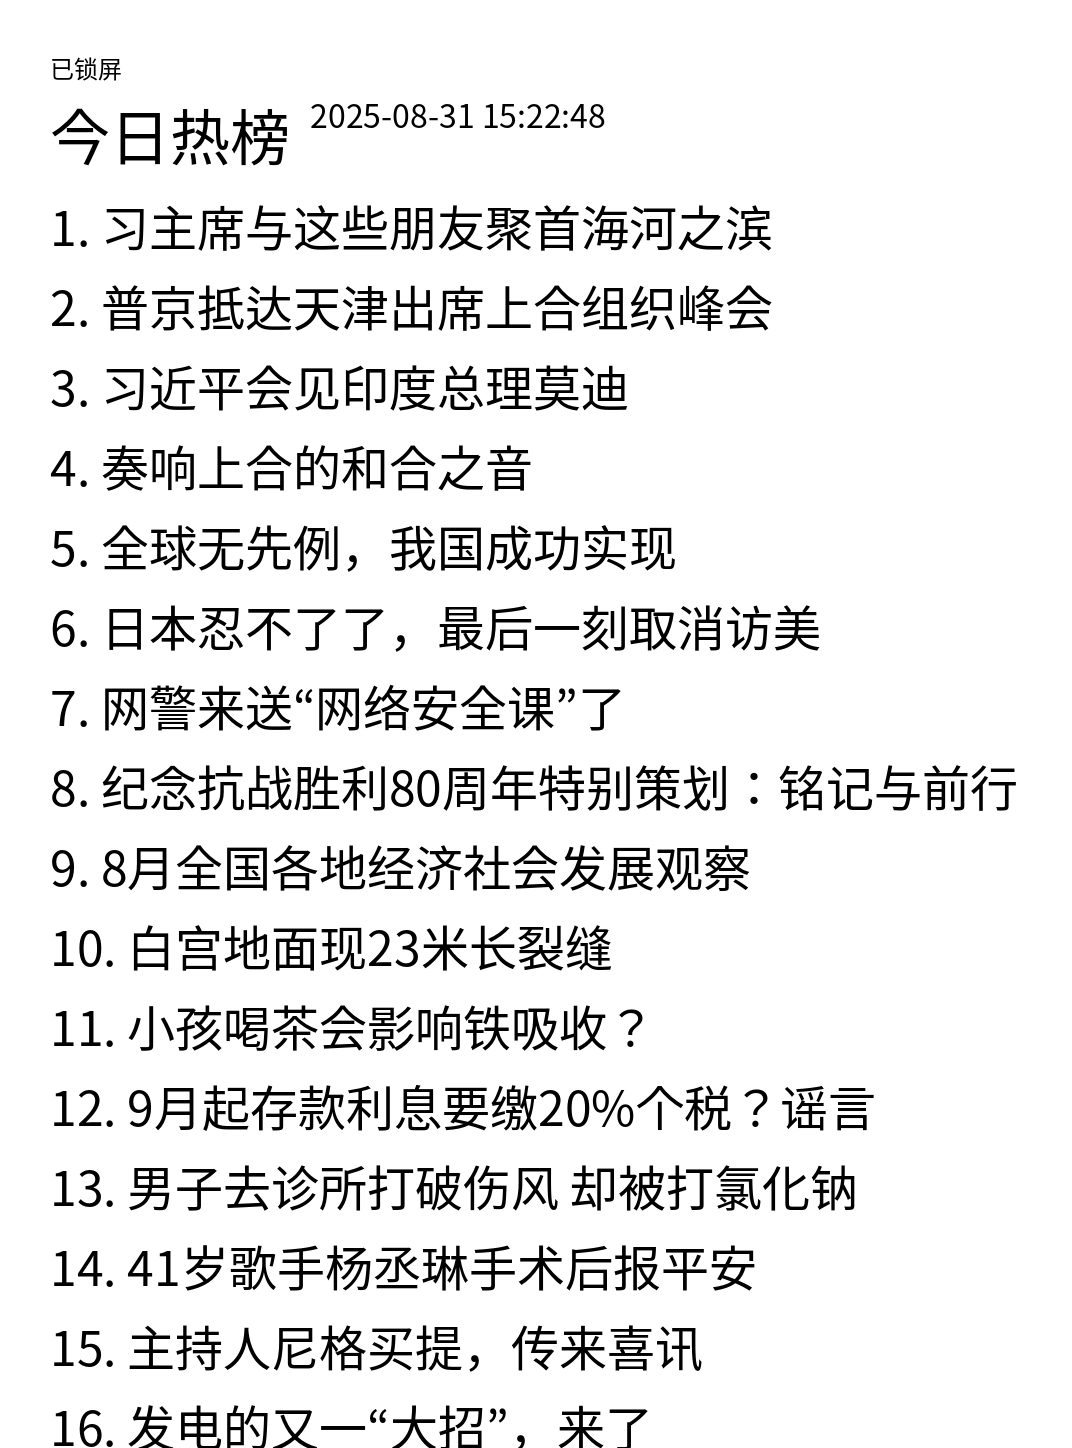 已锁屏
今日热榜 2025-08-31 15:22:48
1. 习主席与这些朋友聚首海河之滨
2. 普京抵达天津出席上合组织峰会
3. 习近平会见印度总理莫迪
4. 奏响上合的和合之音
5. 全球无先例，我国成功实现
6. 日本忍不了了，最后一刻取消访美
7. 网警来送“网络安全课”了
8. 纪念抗战胜利80周年特别策划：铭记与前行
9. 8月全国各地经济社会发展观察
10. 白宫地面现23米长裂缝
11. 小孩喝茶会影响铁吸收？
12. 9月起存款利息要缴20%个税？谣言
13. 男子去诊所打破伤风 却被打氯化钠
14. 41岁歌手杨丞琳手术后报平安
15. 主持人尼格买提，传来喜讯
16. 发电的又一“大招”，来了